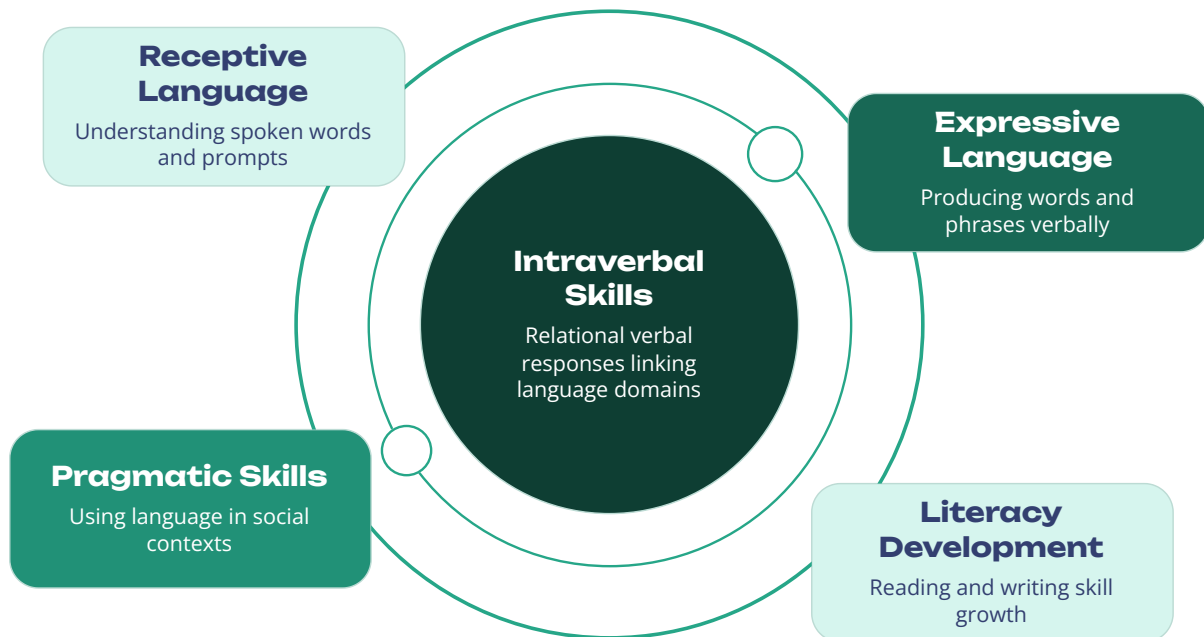 Receptive
Language
Understanding spoken words
and prompts
Expressive
Language
Producing words and
phrases verbally
Intraverbal
Skills
Relational verbal
responses linking
language domains
Pragmatic Skills
Using language in social
contexts
Literacy
Development
Reading and writing skill
growth